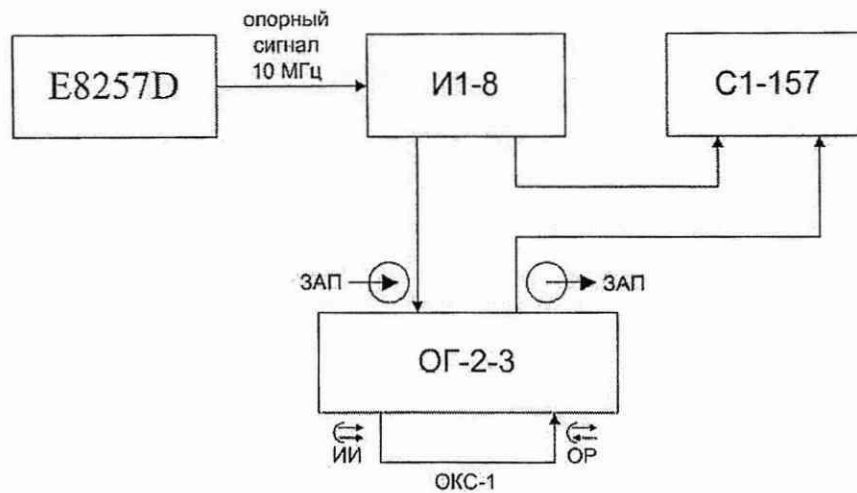 опорный
сигнал
10 МГц
E8257D
И1-8
С1-157
ЗАП
ЗАП
ОГ-2-3
ИИ
ОР
ОКС-1